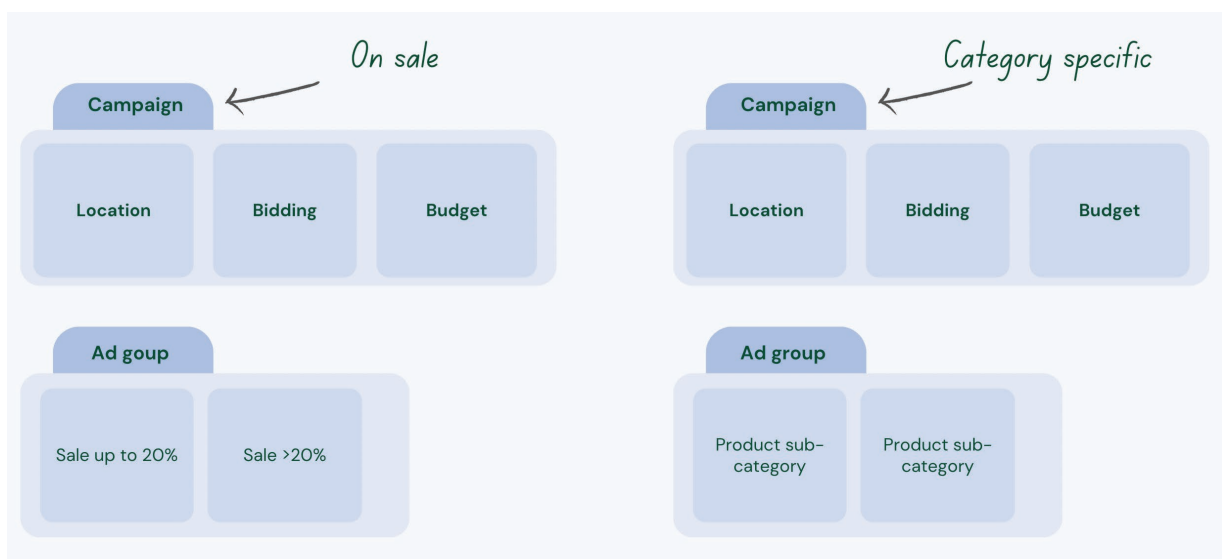 On sale
Campaign
Location
Bidding
Budget
Ad goup
Sale up to 20%
Sale >20%
Category specific
Campaign
Location
Bidding
Budget
Ad group
Product sub-
category
Product sub-
category